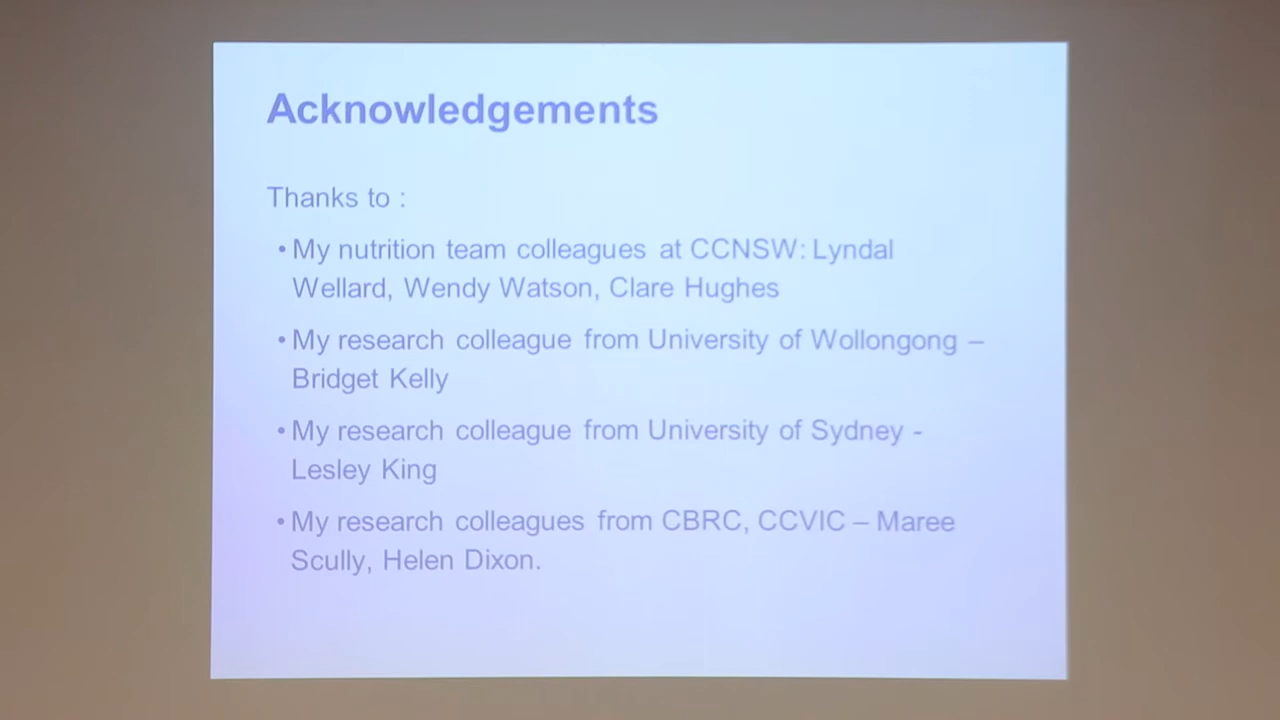 Acknowledgements
Thanks to :
• My nutrition team colleagues at CCNSW: Lyndal
Wellard, Wendy Watson, Clare Hughes
• My research colleague from University of Wollongong –
Bridget Kelly
• My research colleague from University of Sydney -
Lesley King
• My research colleagues from CBRC, CCVIC – Maree
Scully, Helen Dixon.